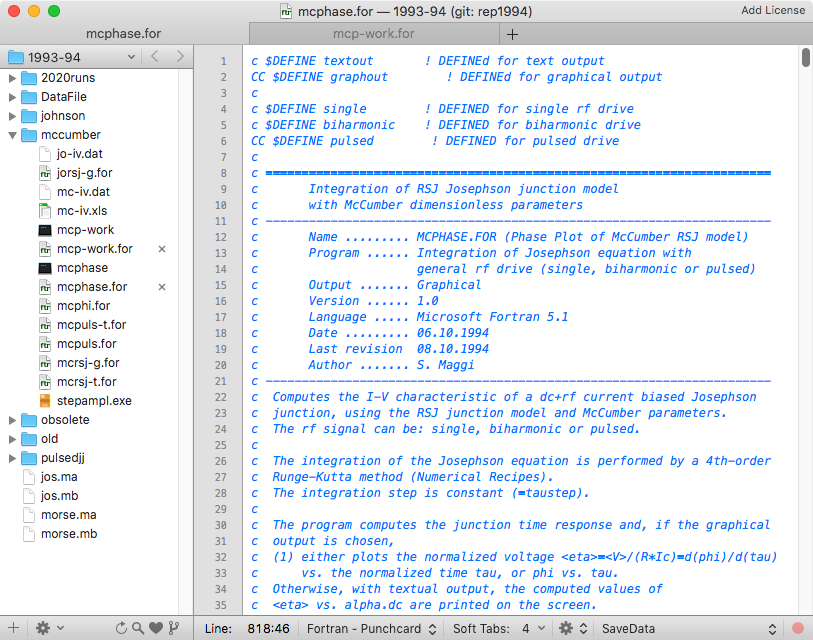 mcphase.for — 1993-94 (git: rep1994)
Add License
mcphase.for
mcp-work.for
1993-94
2020runs
DataFile
johnson
mccumber
jo-iv.dat
jorsj-g.for
mc-iv.dat
mc-iv.xls
mcp-work
mcp-work.for
mcphase
mcphase.for
mcphi.for
mcpuls-t.for
mcpuls.for
mcrsj-g.for
mcrsj-t.for
stepampl.exe
obsolete
old
pulsedjj
jos.ma
jos.mb
morse.ma
morse.mb
1 c $DEFINE textout ! DEFINEd for text output
2 CC $DEFINE graphout ! DEFINEd for graphical output
3 c
4 c $DEFINE single ! DEFINED for single rf drive
5 c $DEFINE biharmonic ! DEFINED for biharmonic drive
6 CC $DEFINE pulsed ! DEFINED for pulsed drive
7 c
8 c ======================================================================
9 c Integration of RSJ Josephson junction model
10 c with McCumber dimensionless parameters
11 c ----------------------------------------------------------------------
12 c Name ......... MCPHASE.FOR (Phase Plot of McCumber RSJ model)
13 c Program ...... Integration of Josephson equation with
14 c general rf drive (single, biharmonic or pulsed)
15 c Output ....... Graphical
16 c Version ...... 1.0
17 c Language ..... Microsoft Fortran 5.1
18 c Date ......... 06.10.1994
19 c Last revision 08.10.1994
20 c Author ....... S. Maggi
21 c ----------------------------------------------------------------------
22 c Computes the I-V characteristic of a dc+rf current biased Josephson
23 c junction, using the RSJ junction model and McCumber parameters.
24 c The rf signal can be: single, biharmonic or pulsed.
25 c
26 c The integration of the Josephson equation is performed by a 4th-order
27 c Runge-Kutta method (Numerical Recipes).
28 c The integration step is constant (=taustep).
29 c
30 c The program computes the junction time response and, if the graphical
31 c output is chosen,
32 c (1) either plots the normalized voltage <eta>=<V>/(R*Ic)=d(phi)/d(tau)
33 c vs. the normalized time tau, or phi vs. tau.
34 c Otherwise, with textual output, the computed values of
35 c <eta> vs. alpha.dc are printed on the screen.
Line: 818:46 Fortran - Punchcard Soft Tabs: 4 SaveData